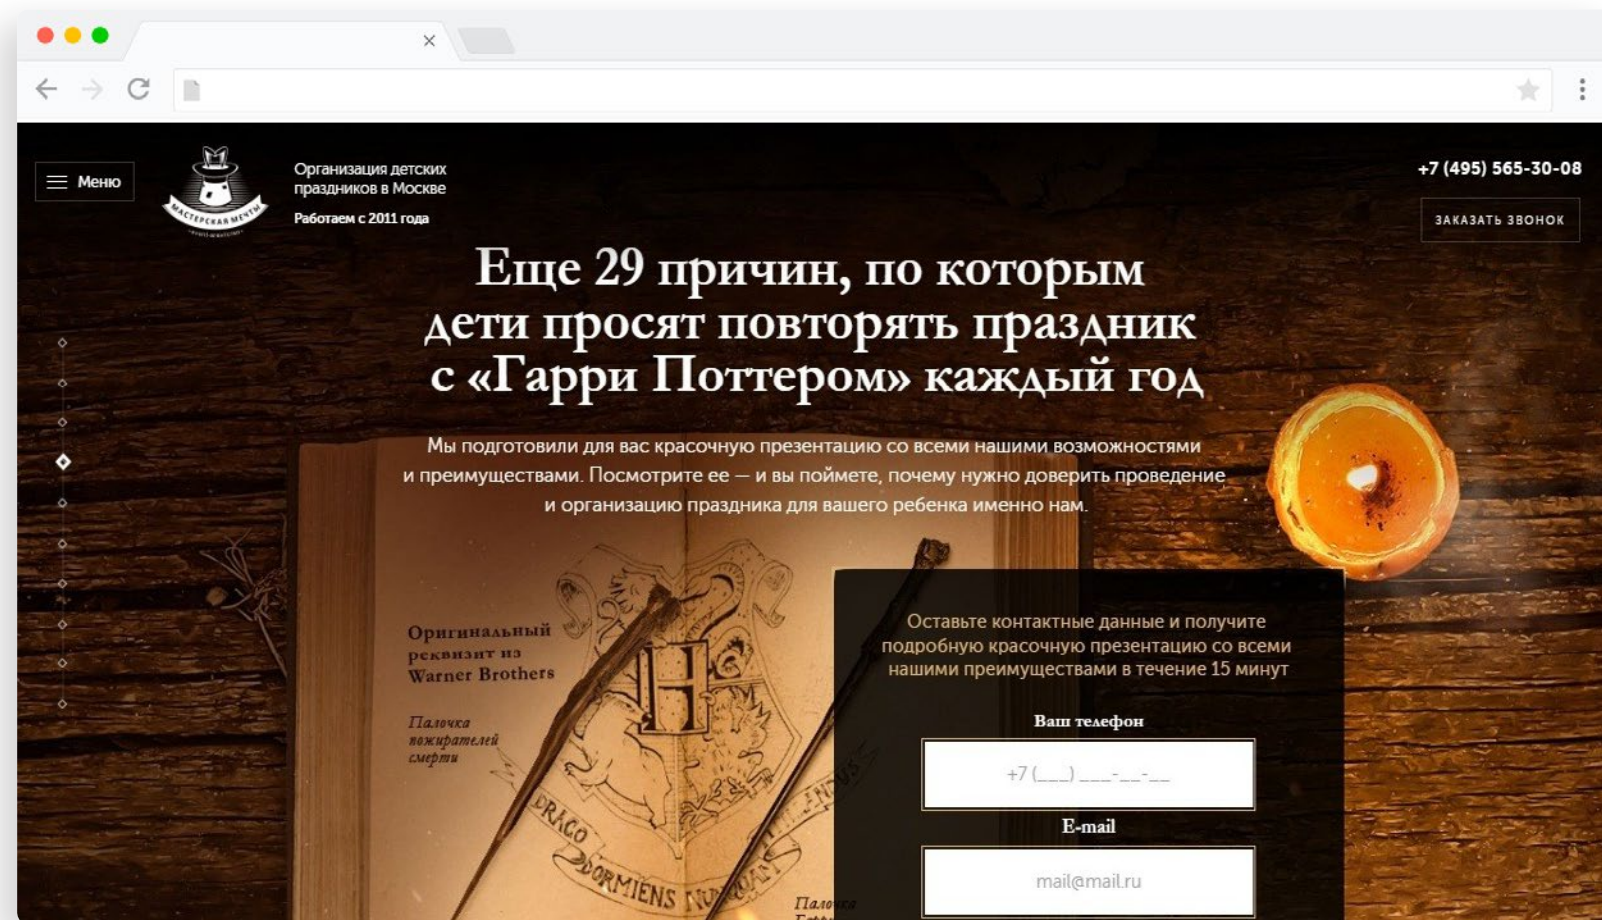 Меню
МАСТЕРСКАЯ МЕЧТЫ
Организация детских
праздников в Москве
Работаем с 2011 года
+7 (495) 565-30-08
ЗАКАЗАТЬ ЗВОНОК
Еще 29 причин, по которым
дети просят повторять праздник
с «Гарри Поттером» каждый год
Мы подготовили для вас красочную презентацию со всеми нашими возможностями
и преимуществами. Посмотрите ее — и вы поймете, почему нужно доверить проведение
и организацию праздника для вашего ребенка именно нам.
Оригинальный
реквизит из
Warner Brothers
Палочка
пожирателей
смерти
H
DRACO
DORMIENS NUNQUAM
Палочка
Оставьте контактные данные и получите
подробную красочную презентацию со всеми
нашими преимуществами в течение 15 минут
Ваш телефон
+7 (___) ___-__-__
E-mail
mail@mail.ru